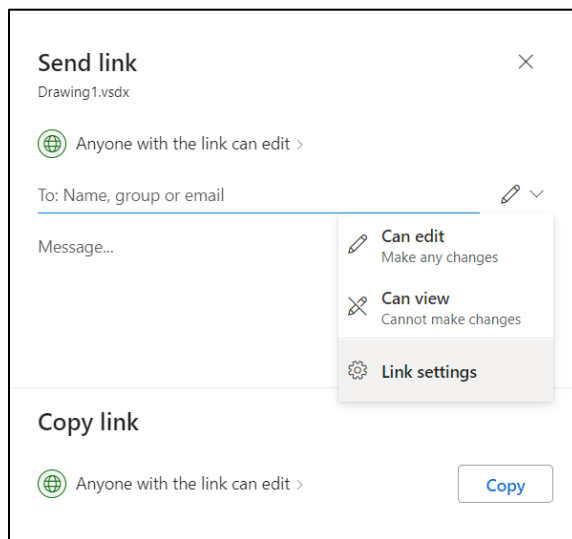 Send link
Drawing1.vsdx
Anyone with the link can edit >
To: Name, group or email
Message...
Can edit
Make any changes
Can view
Cannot make changes
Link settings
Copy link
Anyone with the link can edit >
Copy